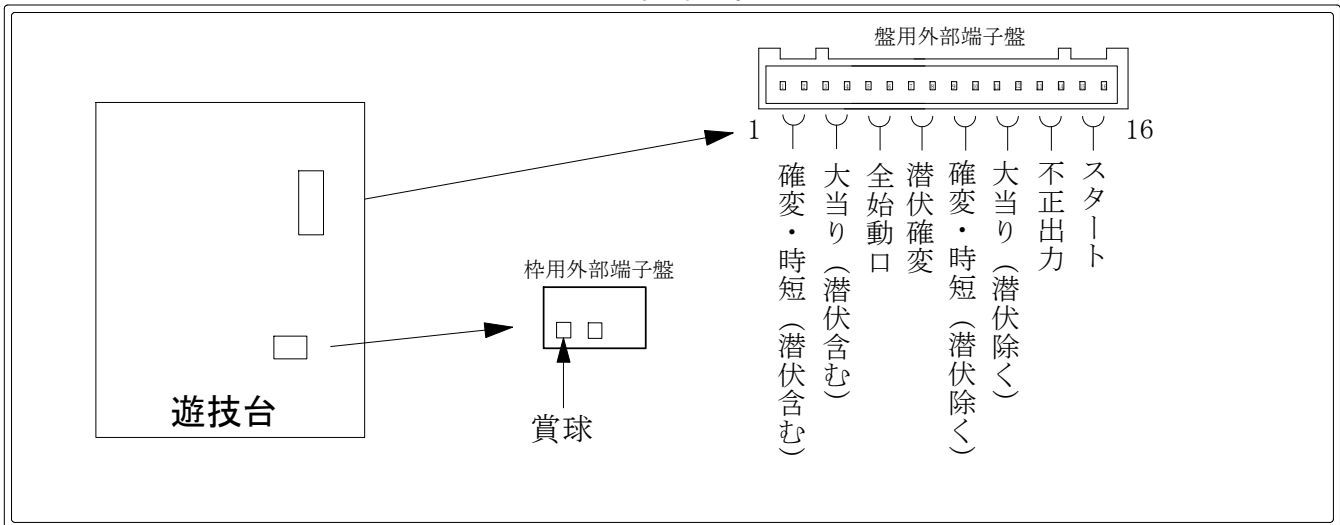 盤用外部端子盤
1
16
確変・時短（潜伏含む）
大当り（潜伏含む）
全始動口
潜伏確変
確変・時短（潜伏除く）
大当り（潜伏除く）
不正出力
スタート
枠用外部端子盤
賞球
遊技台